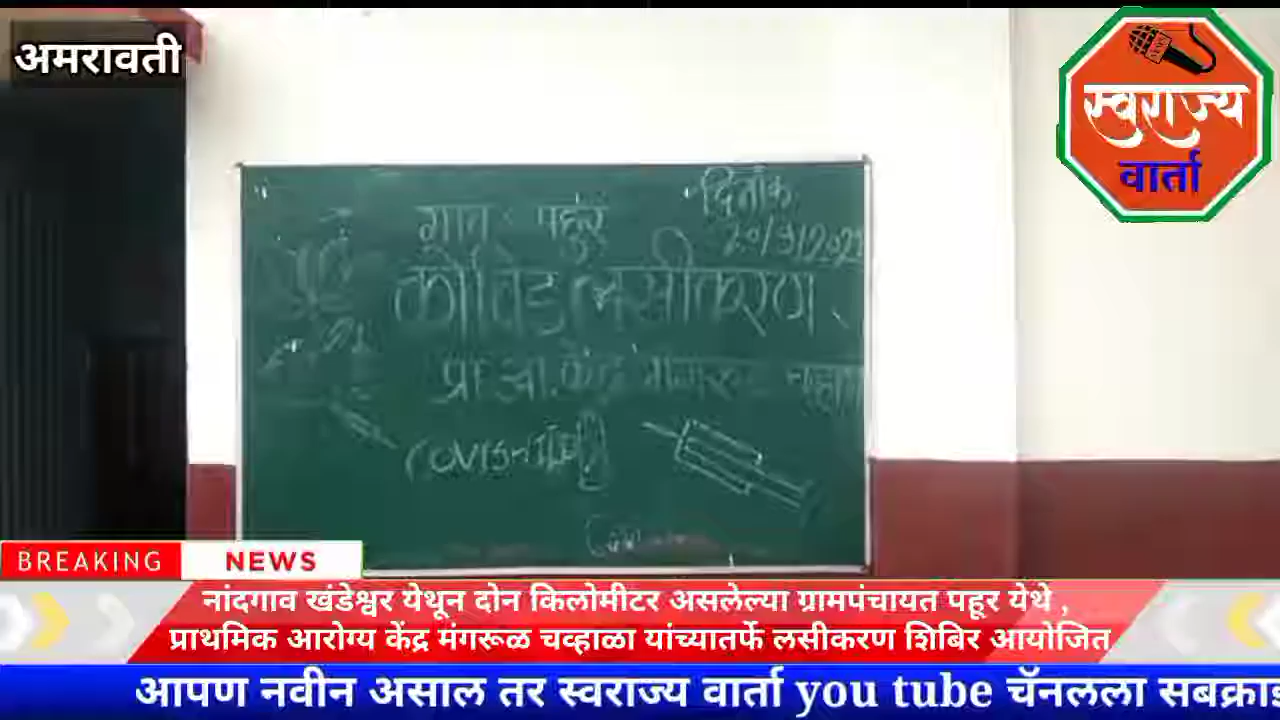 अमरावती
स्वराज्य
वार्ता
दिनांक
गाव : पहुर
कोविड लसीकरण
प्रा. आ. केंद्र
BREAKING NEWS
नांदगाव खंडेश्वर येथून दोन किलोमीटर असलेल्या ग्रामपंचायत पहूर येथे ,
प्राथमिक आरोग्य केंद्र मंगरूळ चव्हाळा यांच्यातर्फे लसीकरण शिबिर आयोजित
आपण नवीन असाल तर स्वराज्य वार्ता you tube चॅनलला सबक्राइ